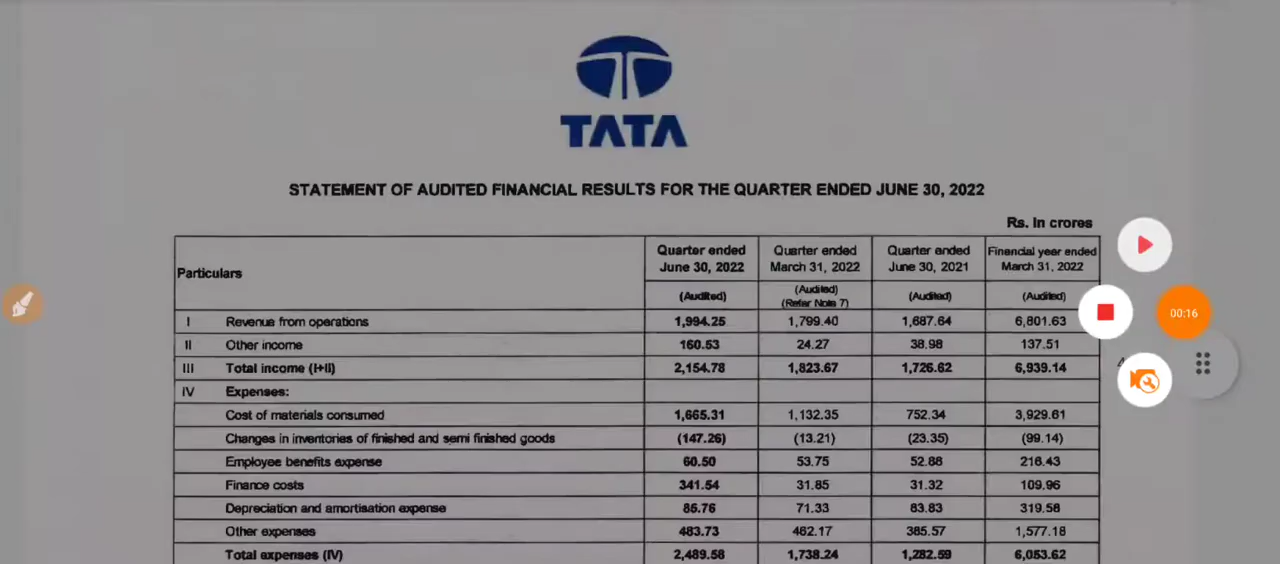 TATA
STATEMENT OF AUDITED FINANCIAL RESULTS FOR THE QUARTER ENDED JUNE 30, 2022
Rs. In crores
Particulars Quarter ended June 30, 2022 Quarter ended March 31, 2022 Quarter ended June 30, 2021 Financial year ended March 31, 2022
(Audited) (Audited) (Refer Note 7) (Audited) (Audited)
I Revenue from operations 1,994.25 1,799.40 1,687.64 6,801.63
II Other income 160.53 24.27 38.98 137.51
III Total income (I+II) 2,154.78 1,823.67 1,726.62 6,939.14
IV Expenses:
Cost of materials consumed 1,665.31 1,132.35 752.34 3,929.61
Changes in inventories of finished and semi finished goods (147.26) (13.21) (23.35) (99.14)
Employee benefits expense 60.50 53.75 52.88 216.43
Finance costs 341.54 31.85 31.32 109.96
Depreciation and amortisation expense 85.76 71.33 83.83 319.58
Other expenses 483.73 462.17 385.57 1,577.18
Total expenses (IV) 2,489.58 1,738.24 1,282.59 6,053.62
00:16